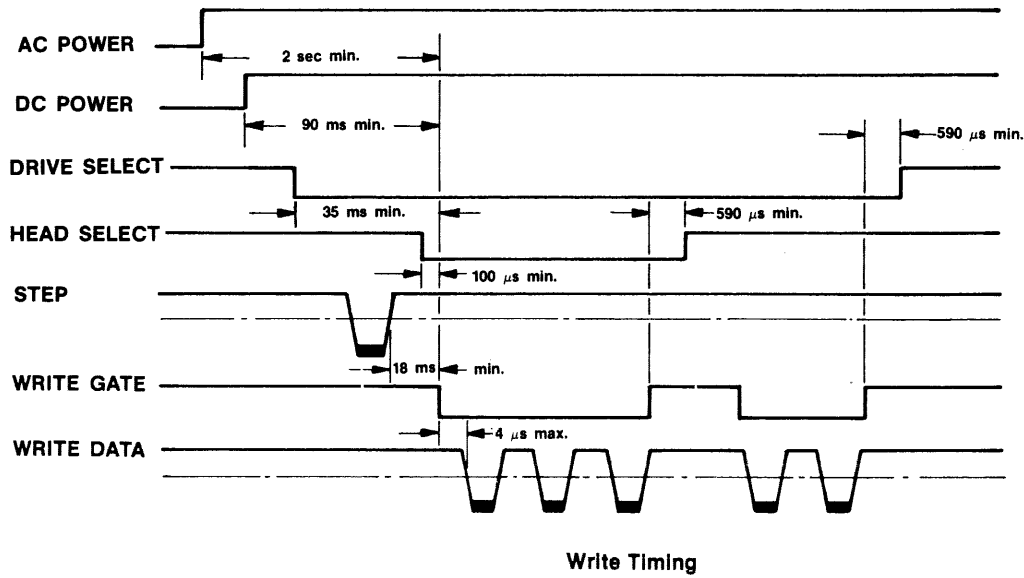 AC POWER
2 sec min.
DC POWER
90 ms min.
590 μs min.
DRIVE SELECT
35 ms min.
590 μs min.
HEAD SELECT
100 μs min.
STEP
18 ms min.
WRITE GATE
4 μs max.
WRITE DATA
Write Timing